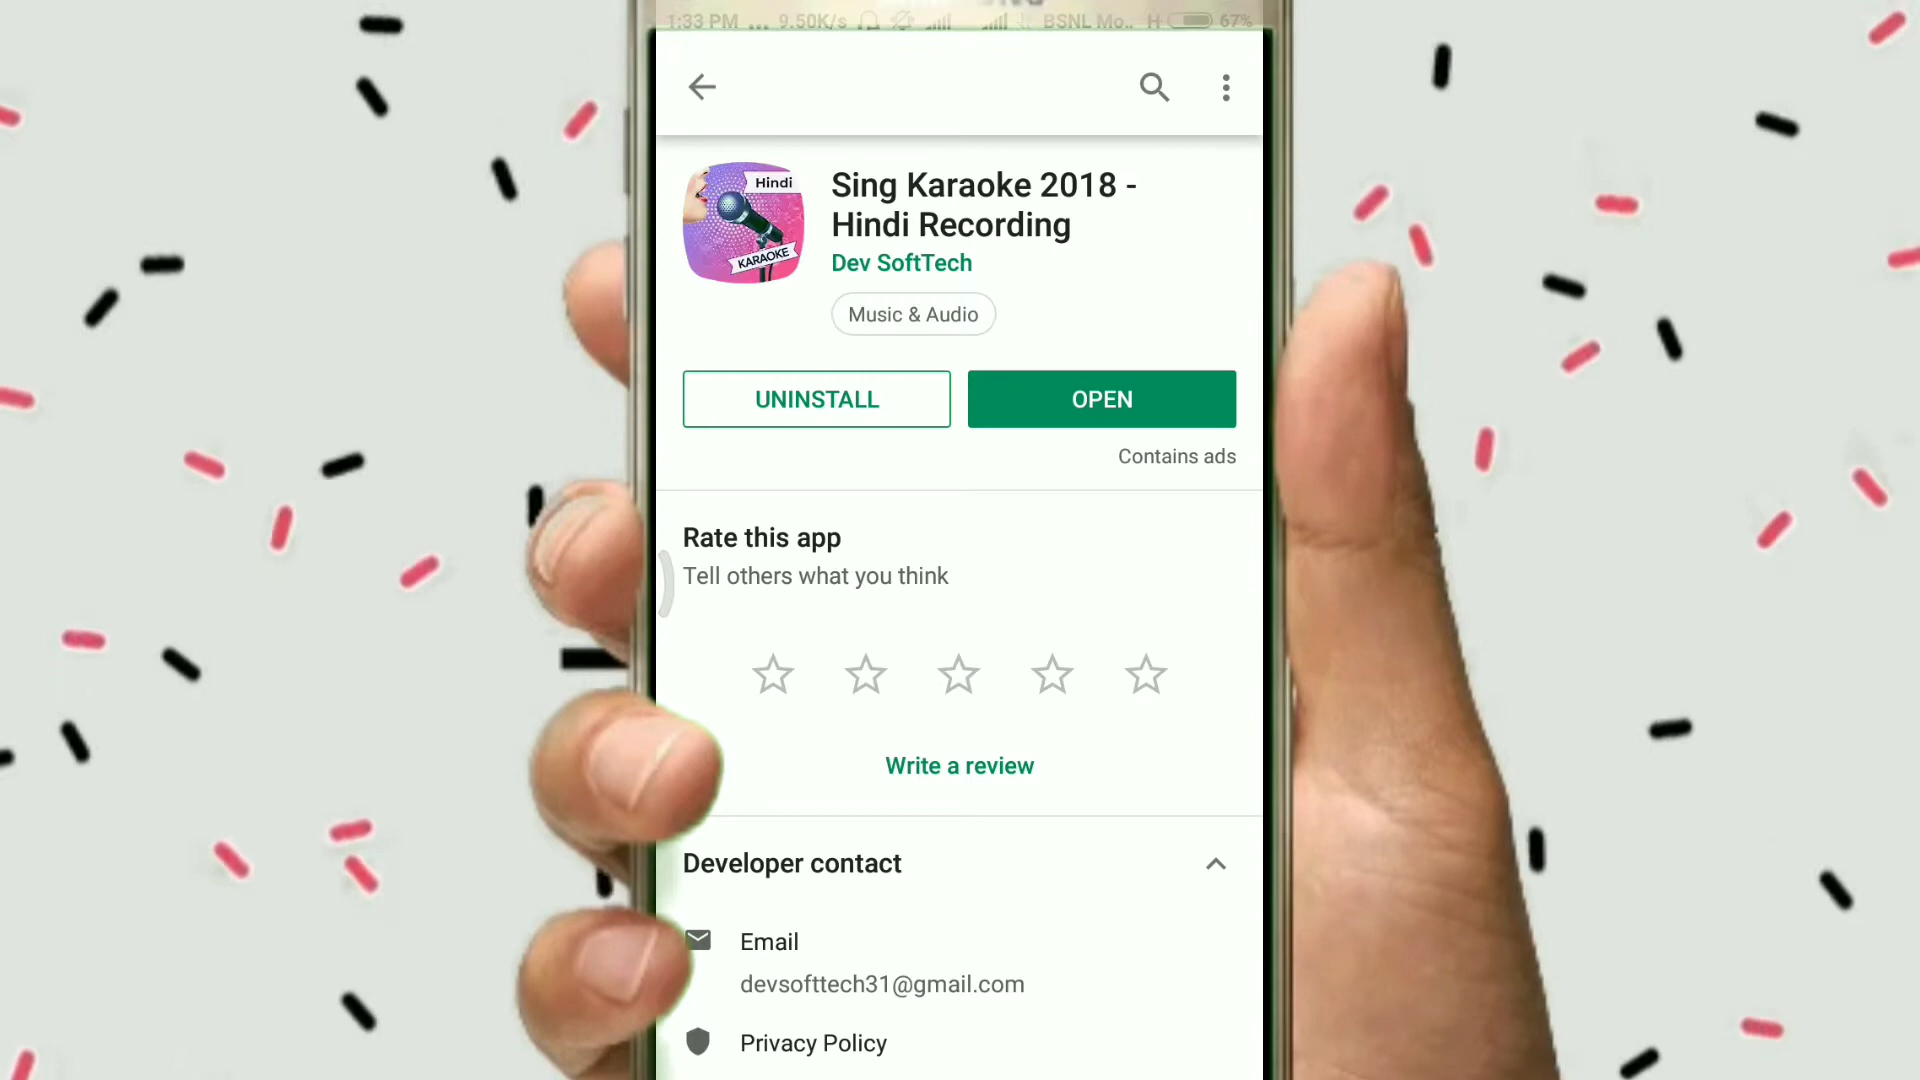 1:33 PM ... 9.50K/s BSNL Mo... H 67%
Hindi
KARAOKE
Sing Karaoke 2018 -
Hindi Recording
Dev SoftTech
Music & Audio
UNINSTALL
OPEN
Contains ads
Rate this app
Tell others what you think
Write a review
Developer contact
Email
devsofttech31@gmail.com
Privacy Policy